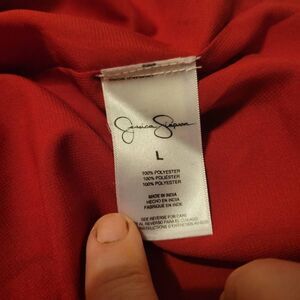 Jessica Simpson
L
100% POLYESTER
100% POLIÉSTER
100% POLYESTER
MADE IN INDIA
HECHO EN INDIA
FABRIQUE EN INDE
SEE REVERSE FOR CARE